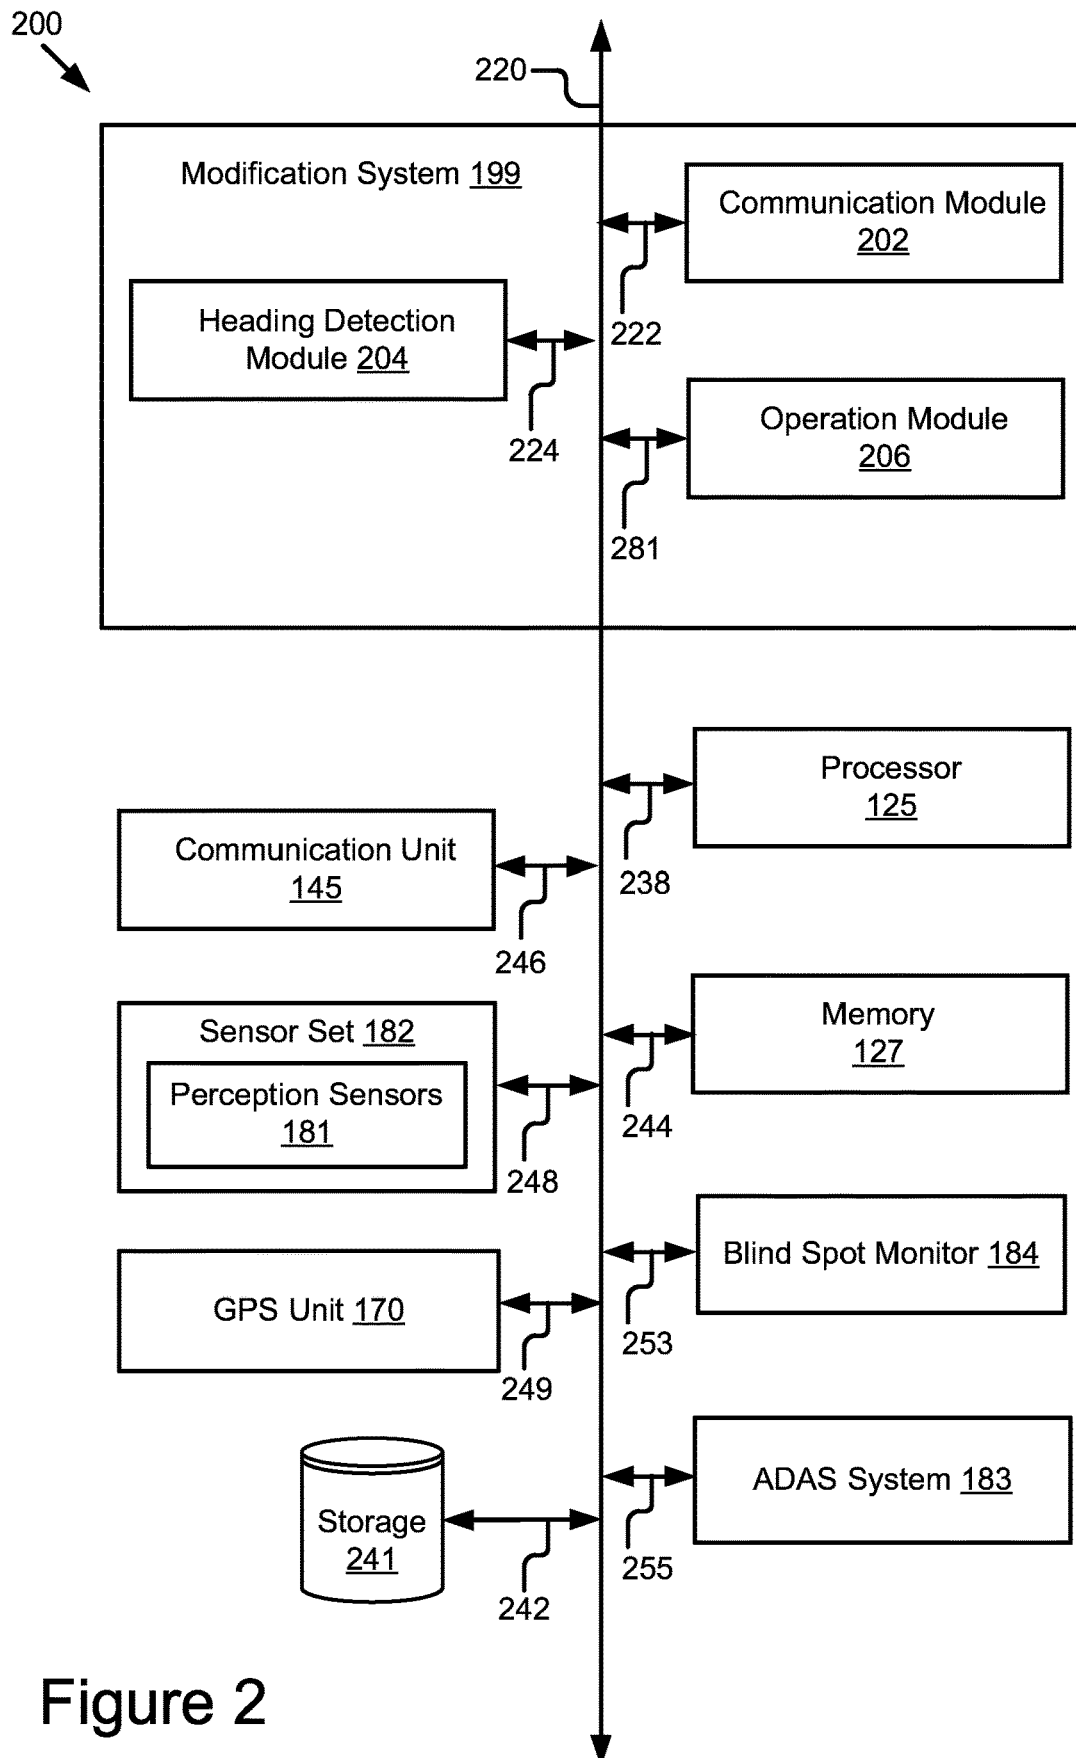 200
220
Modification System 199
Communication Module
202
222
Heading Detection
Module 204
224
Operation Module
206
281
Processor
125
238
Communication Unit
145
246
Memory
127
244
Sensor Set 182
Perception Sensors
181
248
Blind Spot Monitor 184
253
GPS Unit 170
249
ADAS System 183
255
Storage
241
242
Figure 2